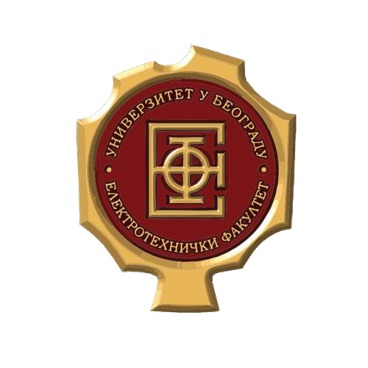 УНИВЕРЗИТЕТ У БЕОГРАДУ
ЕЛЕКТРОТЕХНИЧКИ ФАКУЛТЕТ